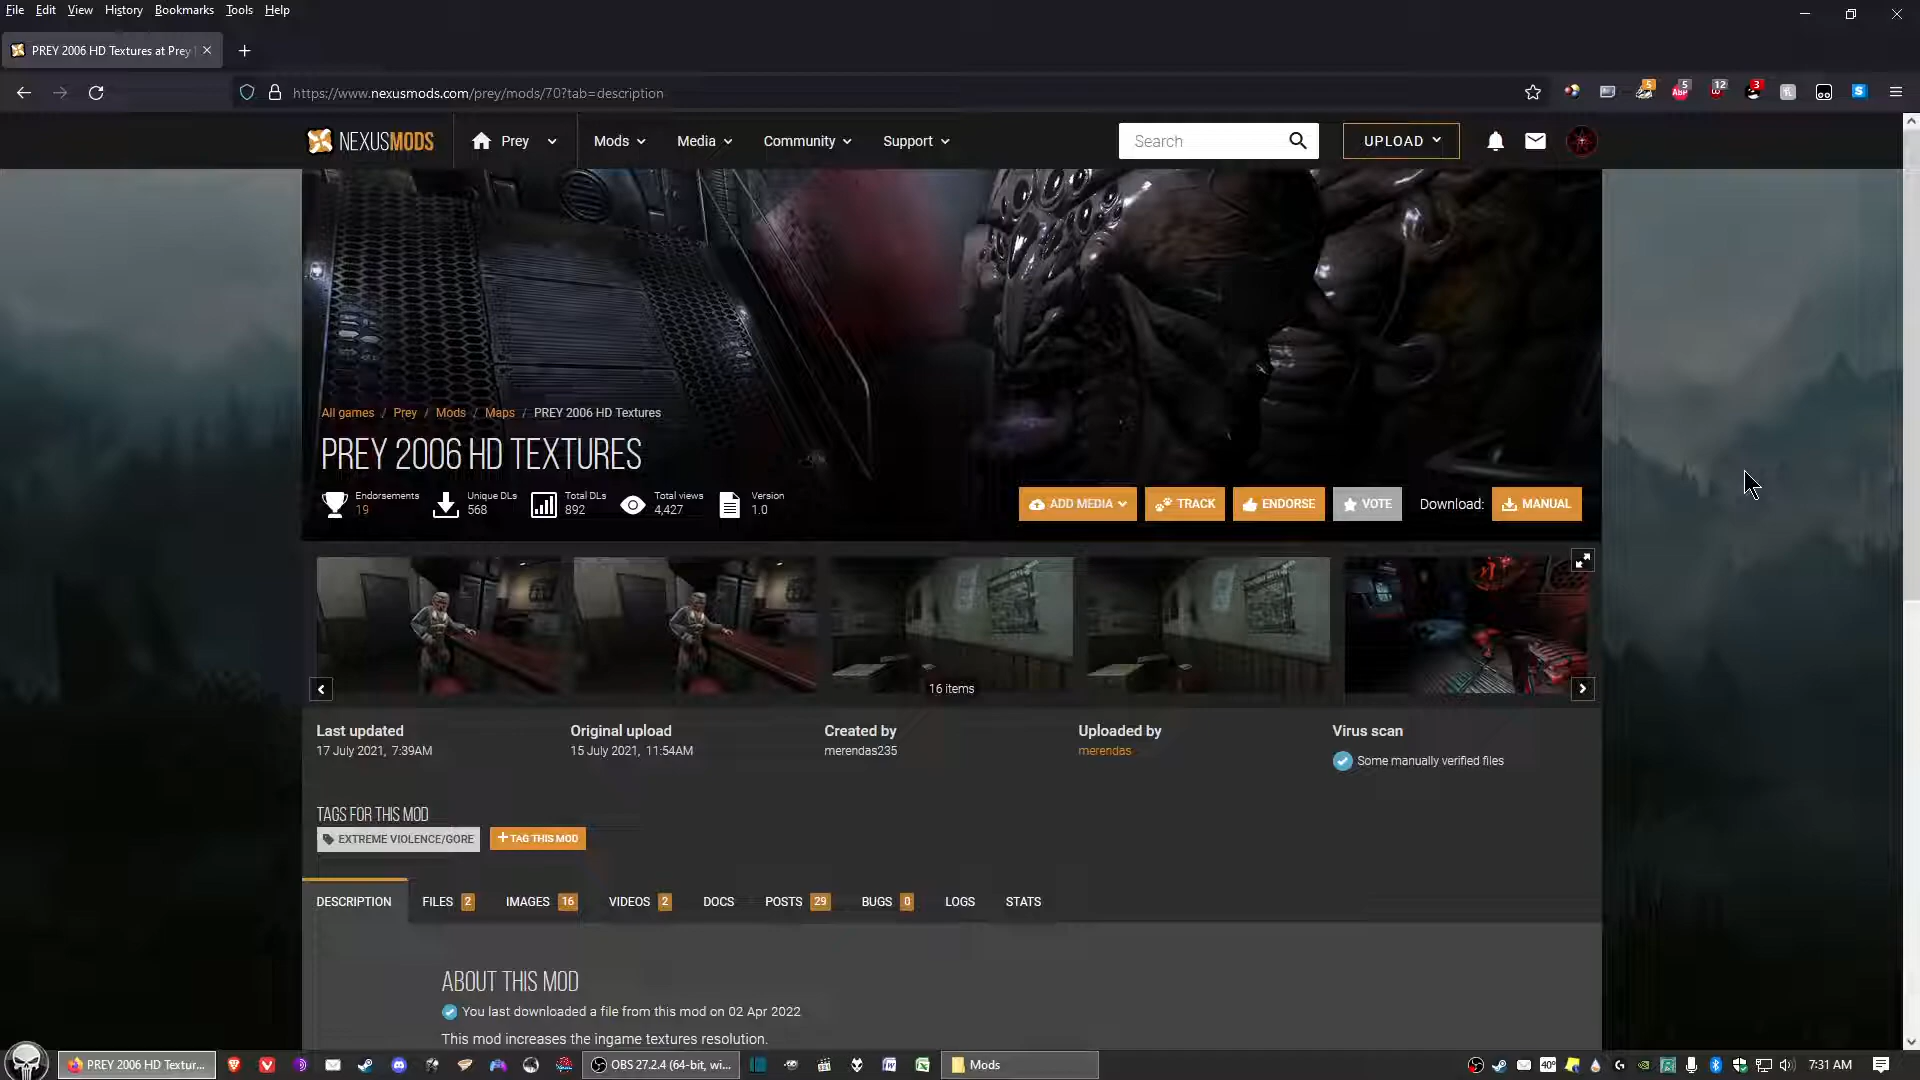 File Edit View History Bookmarks Tools Help
PREY 2006 HD Textures at Prey
https://www.nexusmods.com/prey/mods/70?tab=description
5 5 12 3
ABP
NEXUSMODS Prey Mods Media Community Support Search UPLOAD
All games / Prey / Mods / Maps / PREY 2006 HD Textures
PREY 2006 HD TEXTURES
Endorsements Unique DLs Total DLs Total views Version
19 568 892 4,427 1.0
ADD MEDIA TRACK ENDORSE VOTE Download: MANUAL
16 items
Last updated Original upload Created by Uploaded by Virus scan
17 July 2021, 7:39AM 15 July 2021, 11:54AM merendas235 merendas Some manually verified files
TAGS FOR THIS MOD
EXTREME VIOLENCE/GORE + TAG THIS MOD
DESCRIPTION FILES 2 IMAGES 16 VIDEOS 2 DOCS POSTS 29 BUGS 0 LOGS STATS
ABOUT THIS MOD
You last downloaded a file from this mod on 02 Apr 2022
This mod increases the ingame textures resolution.
PREY 2006 HD Textur... OBS 27.2.4 (64-bit, wi... Mods 40° 7:31 AM